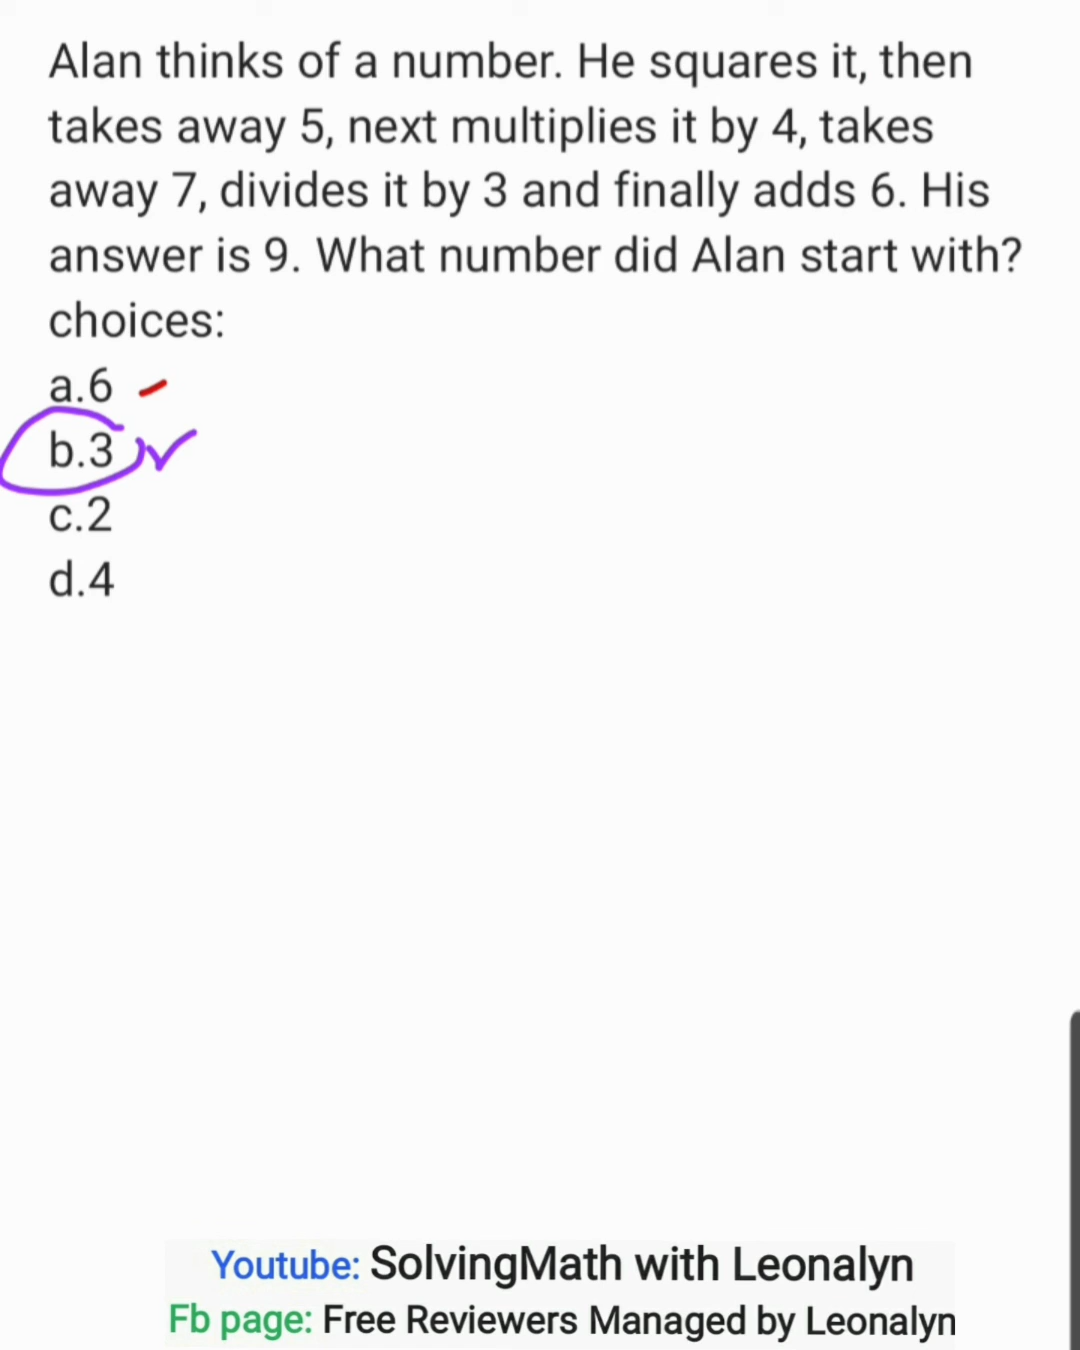 Alan thinks of a number. He squares it, then
takes away 5, next multiplies it by 4, takes
away 7, divides it by 3 and finally adds 6. His
answer is 9. What number did Alan start with?
choices:
a.6
b.3
c.2
d.4
Youtube: SolvingMath with Leonalyn
Fb page: Free Reviewers Managed by Leonalyn